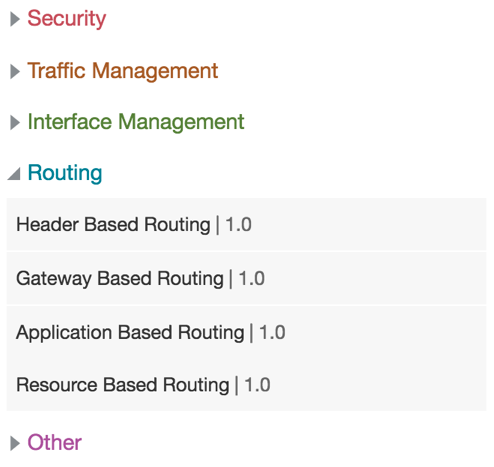 Security
Traffic Management
Interface Management
Routing
Header Based Routing | 1.0
Gateway Based Routing | 1.0
Application Based Routing | 1.0
Resource Based Routing | 1.0
Other